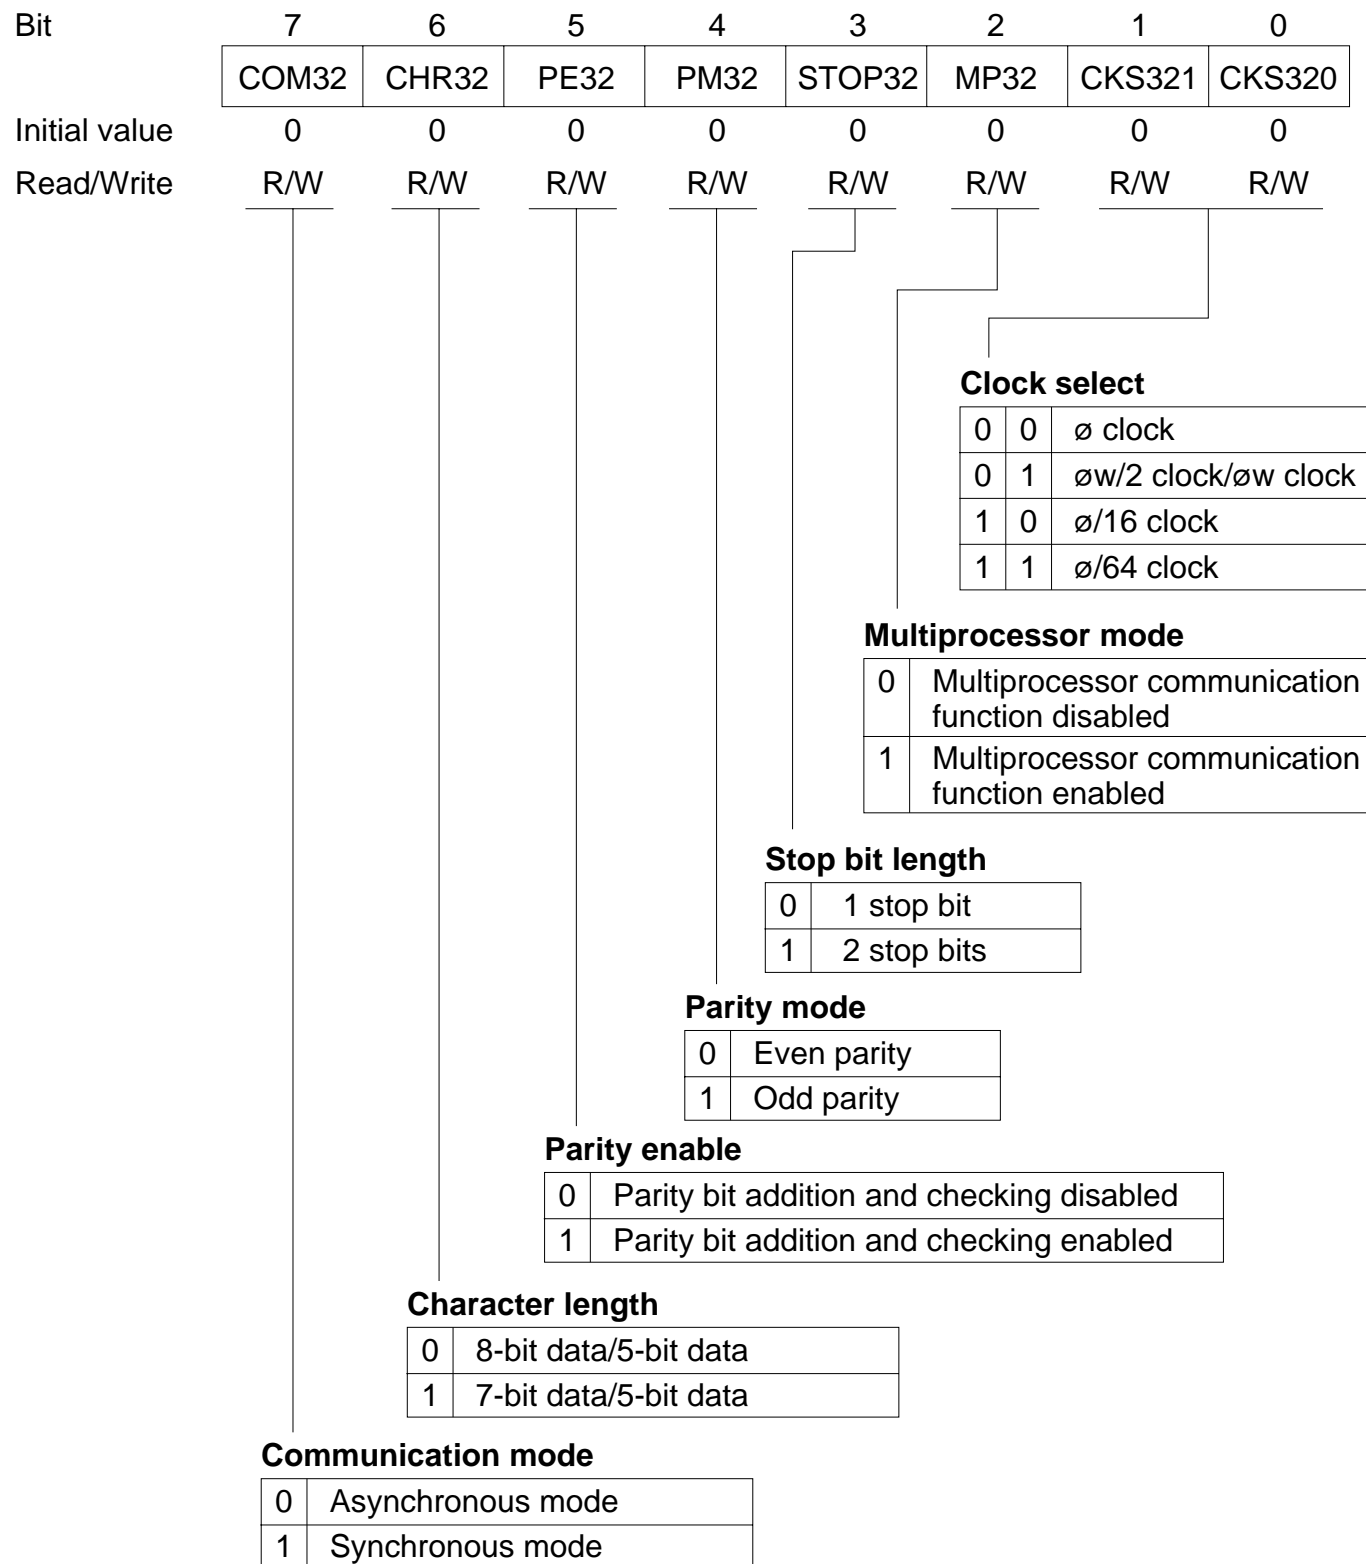 Bit 7 6 5 4 3 2 1 0
COM32 CHR32 PE32 PM32 STOP32 MP32 CKS321 CKS320
Initial value 0 0 0 0 0 0 0 0
Read/Write R/W R/W R/W R/W R/W R/W R/W R/W
Clock select
0 0 ø clock
0 1 øw/2 clock/øw clock
1 0 ø/16 clock
1 1 ø/64 clock
Multiprocessor mode
0 Multiprocessor communication
function disabled
1 Multiprocessor communication
function enabled
Stop bit length
0 1 stop bit
1 2 stop bits
Parity mode
0 Even parity
1 Odd parity
Parity enable
0 Parity bit addition and checking disabled
1 Parity bit addition and checking enabled
Character length
0 8-bit data/5-bit data
1 7-bit data/5-bit data
Communication mode
0 Asynchronous mode
1 Synchronous mode